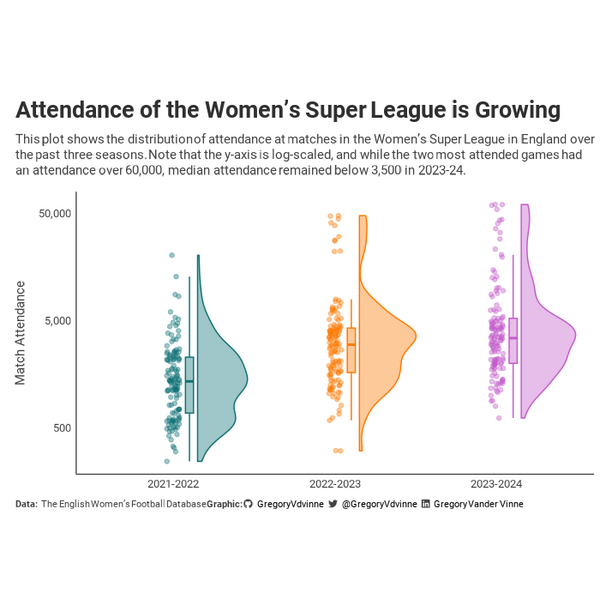 Attendance of the Women's Super League is Growing
This plot shows the distribution of attendance at matches in the Women's Super League in England over
the past three seasons. Note that the y-axis is log-scaled, and while the two most attended games had
an attendance over 60,000, median attendance remained below 3,500 in 2023-24.
50,000
5,000
500
Match Attendance
2021-2022
2022-2023
2023-2024
Data: The English Women's Football Database Graphic: GregoryVdvinne @GregoryVdvinne Gregory Vander Vinne